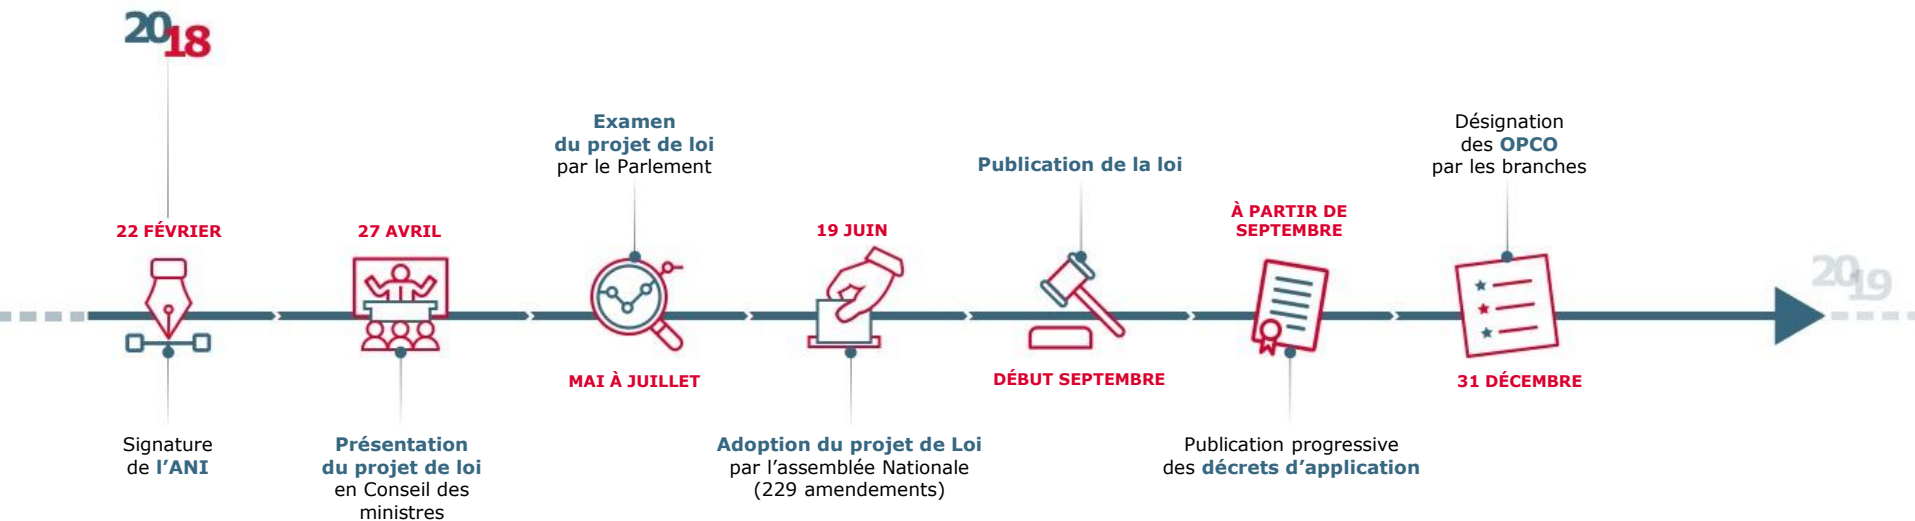 2018
22 FÉVRIER
Signature
de l’ANI
27 AVRIL
Présentation
du projet de loi
en Conseil des
ministres
Examen
du projet de loi
par le Parlement
MAI À JUILLET
19 JUIN
Adoption du projet de Loi
par l’assemblée Nationale
(229 amendements)
Publication de la loi
DÉBUT SEPTEMBRE
À PARTIR DE
SEPTEMBRE
Publication progressive
des décrets d’application
Désignation
des OPCO
par les branches
31 DÉCEMBRE
2019